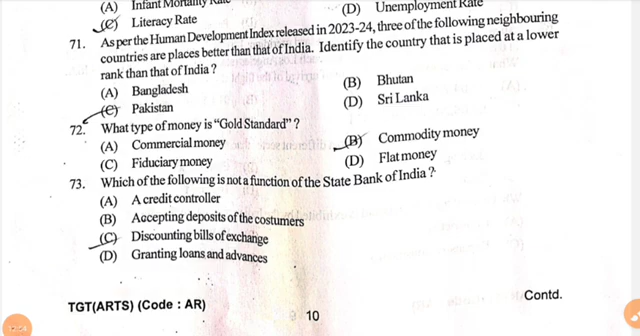 (A) Infant Mortality Rate
(D) Unemployment Rate
(C) Literacy Rate
71. As per the Human Development Index released in 2023-24, three of the following neighbouring
countries are places better than that of India. Identify the country that is placed at a lower
rank than that of India ?
(A) Bangladesh
(B) Bhutan
(C) Pakistan
(D) Sri Lanka
72. What type of money is “Gold Standard” ?
(A) Commercial money
(B) Commodity money
(C) Fiduciary money
(D) Flat money
73. Which of the following is not a function of the State Bank of India ?
(A) A credit controller
(B) Accepting deposits of the costumers
(C) Discounting bills of exchange
(D) Granting loans and advances
TGT(ARTS) (Code : AR)
10
Contd.